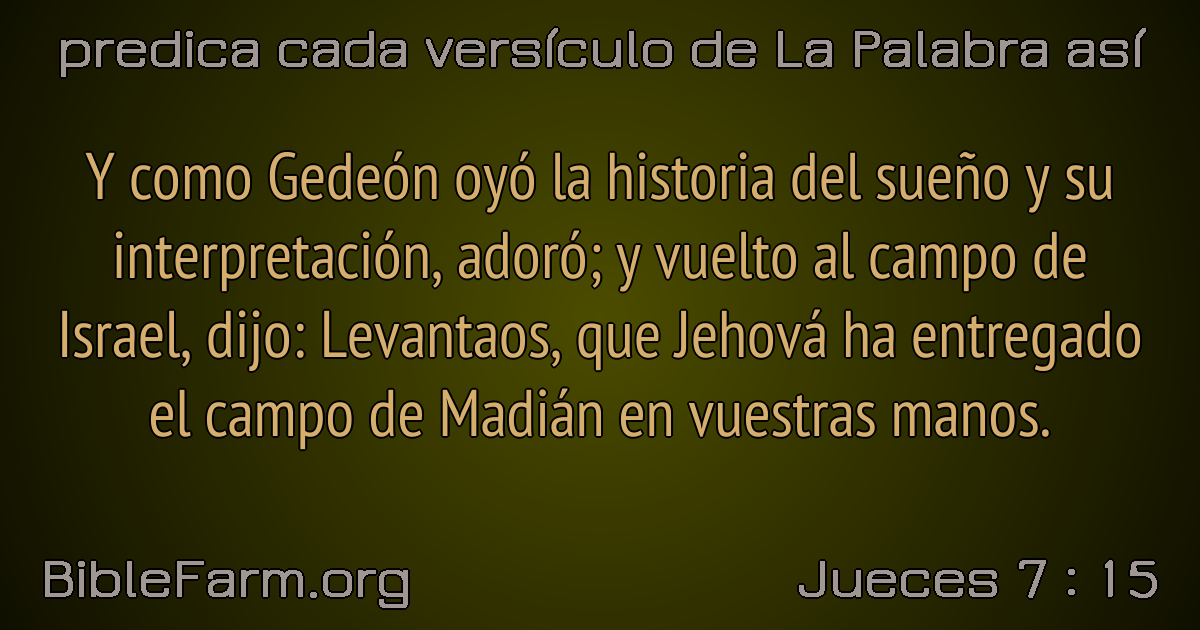 predica cada versículo de La Palabra así
Y como Gedeón oyó la historia del sueño y su
interpretación, adoró; y vuelto al campo de
Israel, dijo: Levantaos, que Jehová ha entregado
el campo de Madián en vuestras manos.
BibleFarm.org
Jueces 7 : 15